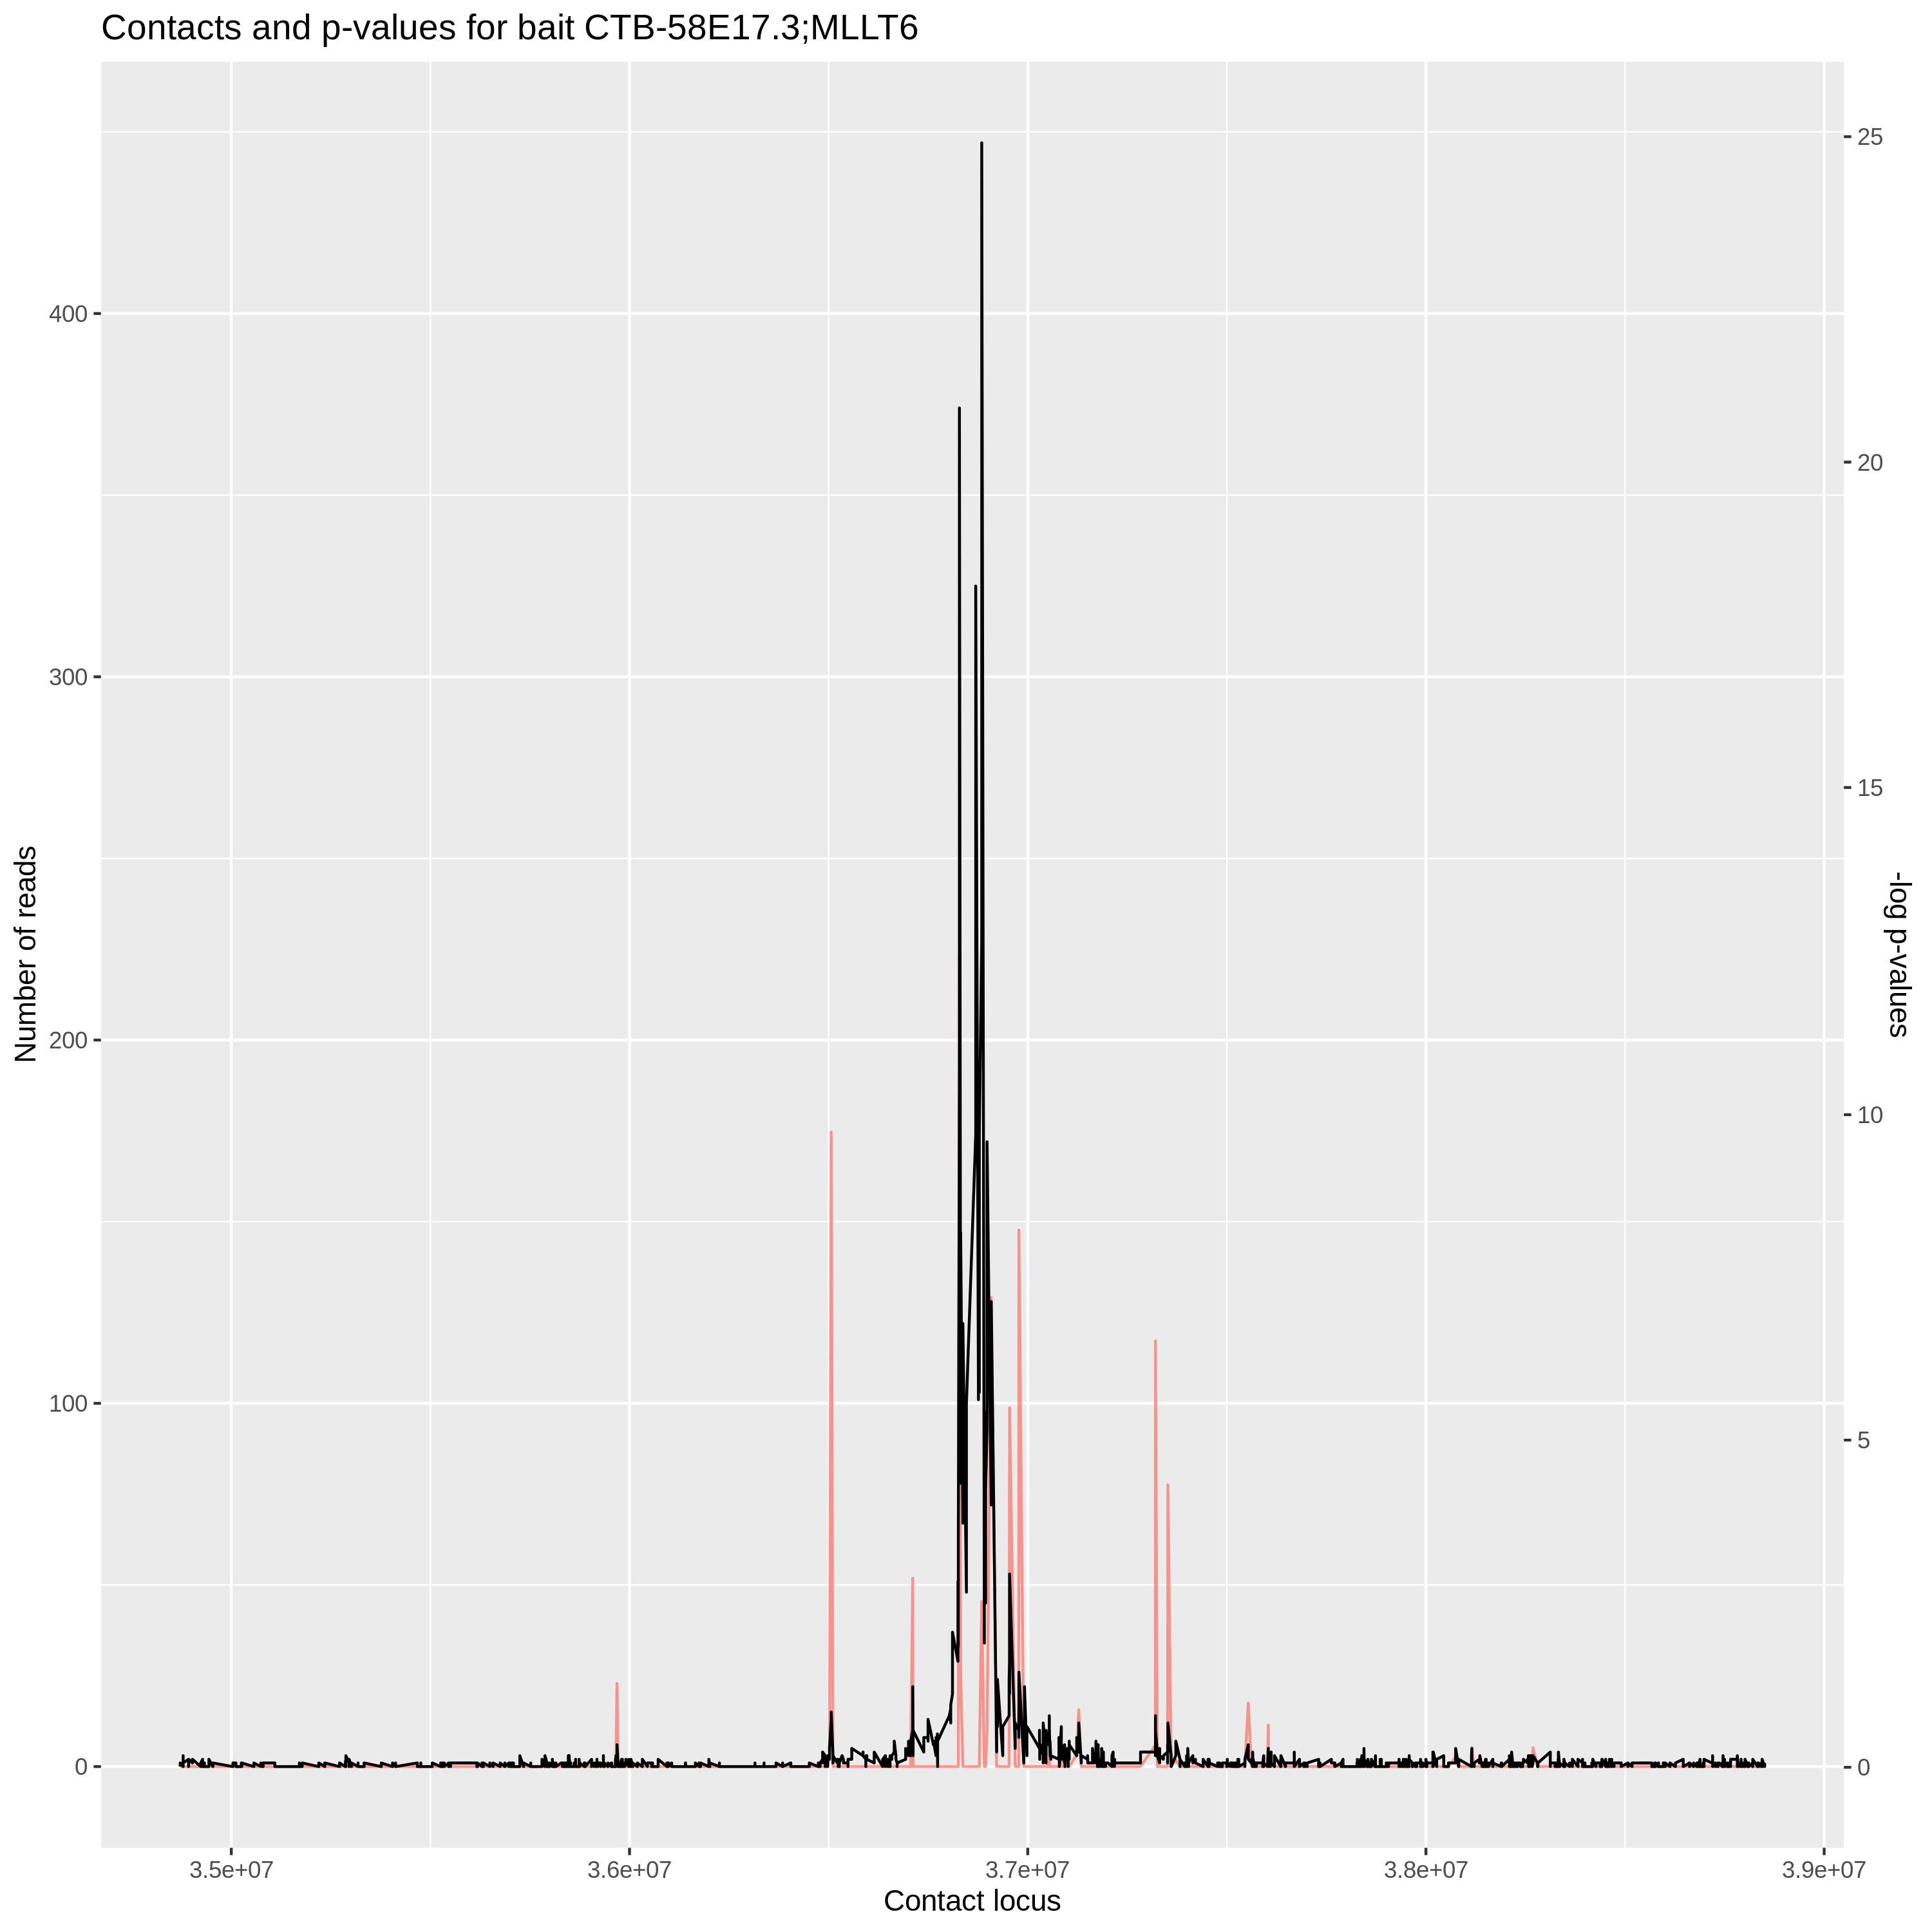 Contacts and p-values for bait CTB-58E17.3;MLLT6
Number of reads
400
300
200
100
0
25
20
15
10
5
0
-log p-values
3.5e+07 3.6e+07 3.7e+07 3.8e+07 3.9e+07
Contact locus